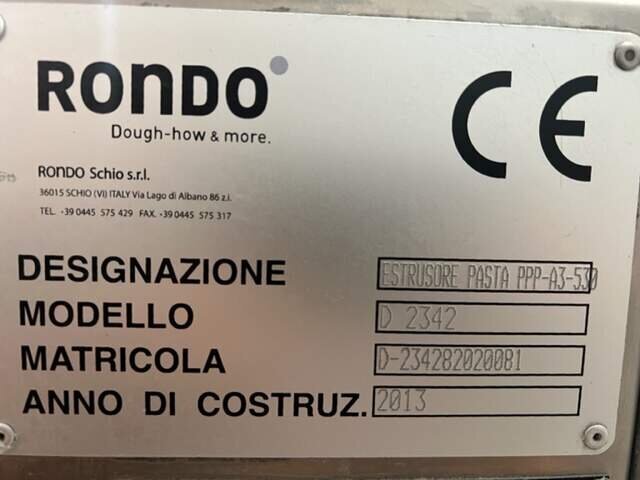 RONDO
Dough-how & more.
CE
RONDO Schio s.r.l.
36015 SCHIO (VI) ITALY Via Lago di Albano 86 z.i.
TEL. +39 0445 575 429 FAX. +39 0445 575 317
DESIGNAZIONE ESTRUSORE PASTA PPP-A3-530
MODELLO D 2342
MATRICOLA D-234282020081
ANNO DI COSTRUZ. 2013